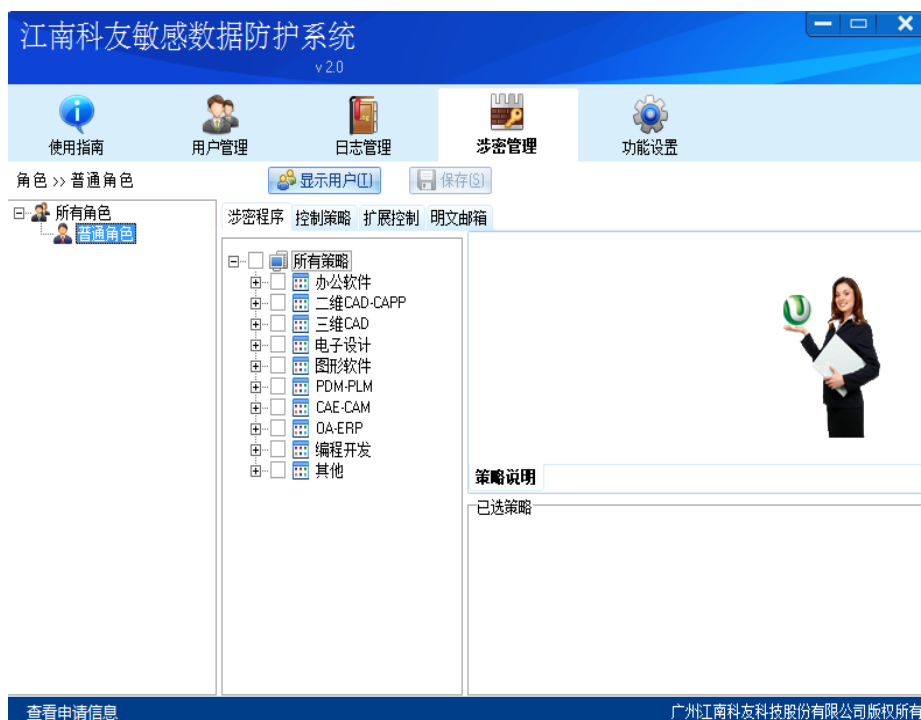 江南科友敏感数据防护系统
v 2.0
使用指南 用户管理 日志管理 涉密管理 功能设置
角色 >> 普通角色 显示用户(I) 保存(S)
所有角色
普通角色
涉密程序 控制策略 扩展控制 明文邮箱
所有策略
办公软件
二维CAD-CAPP
三维CAD
电子设计
图形软件
PDM-PLM
CAE-CAM
OA-ERP
编程开发
其他
策略说明
已选策略
查看申请信息 广州江南科友科技股份有限公司版权所有